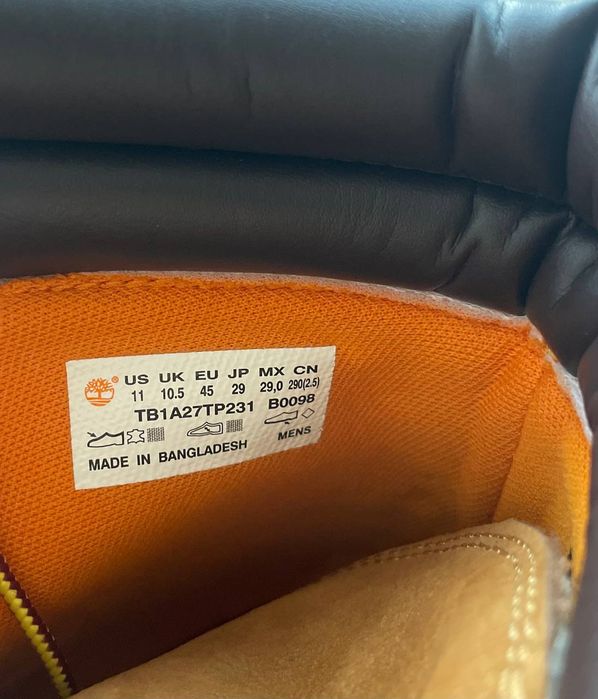 ® US UK EU JP MX CN
11 10.5 45 29 29,0 290(2.5)
TB1A27TP231 B0098
MADE IN BANGLADESH MENS